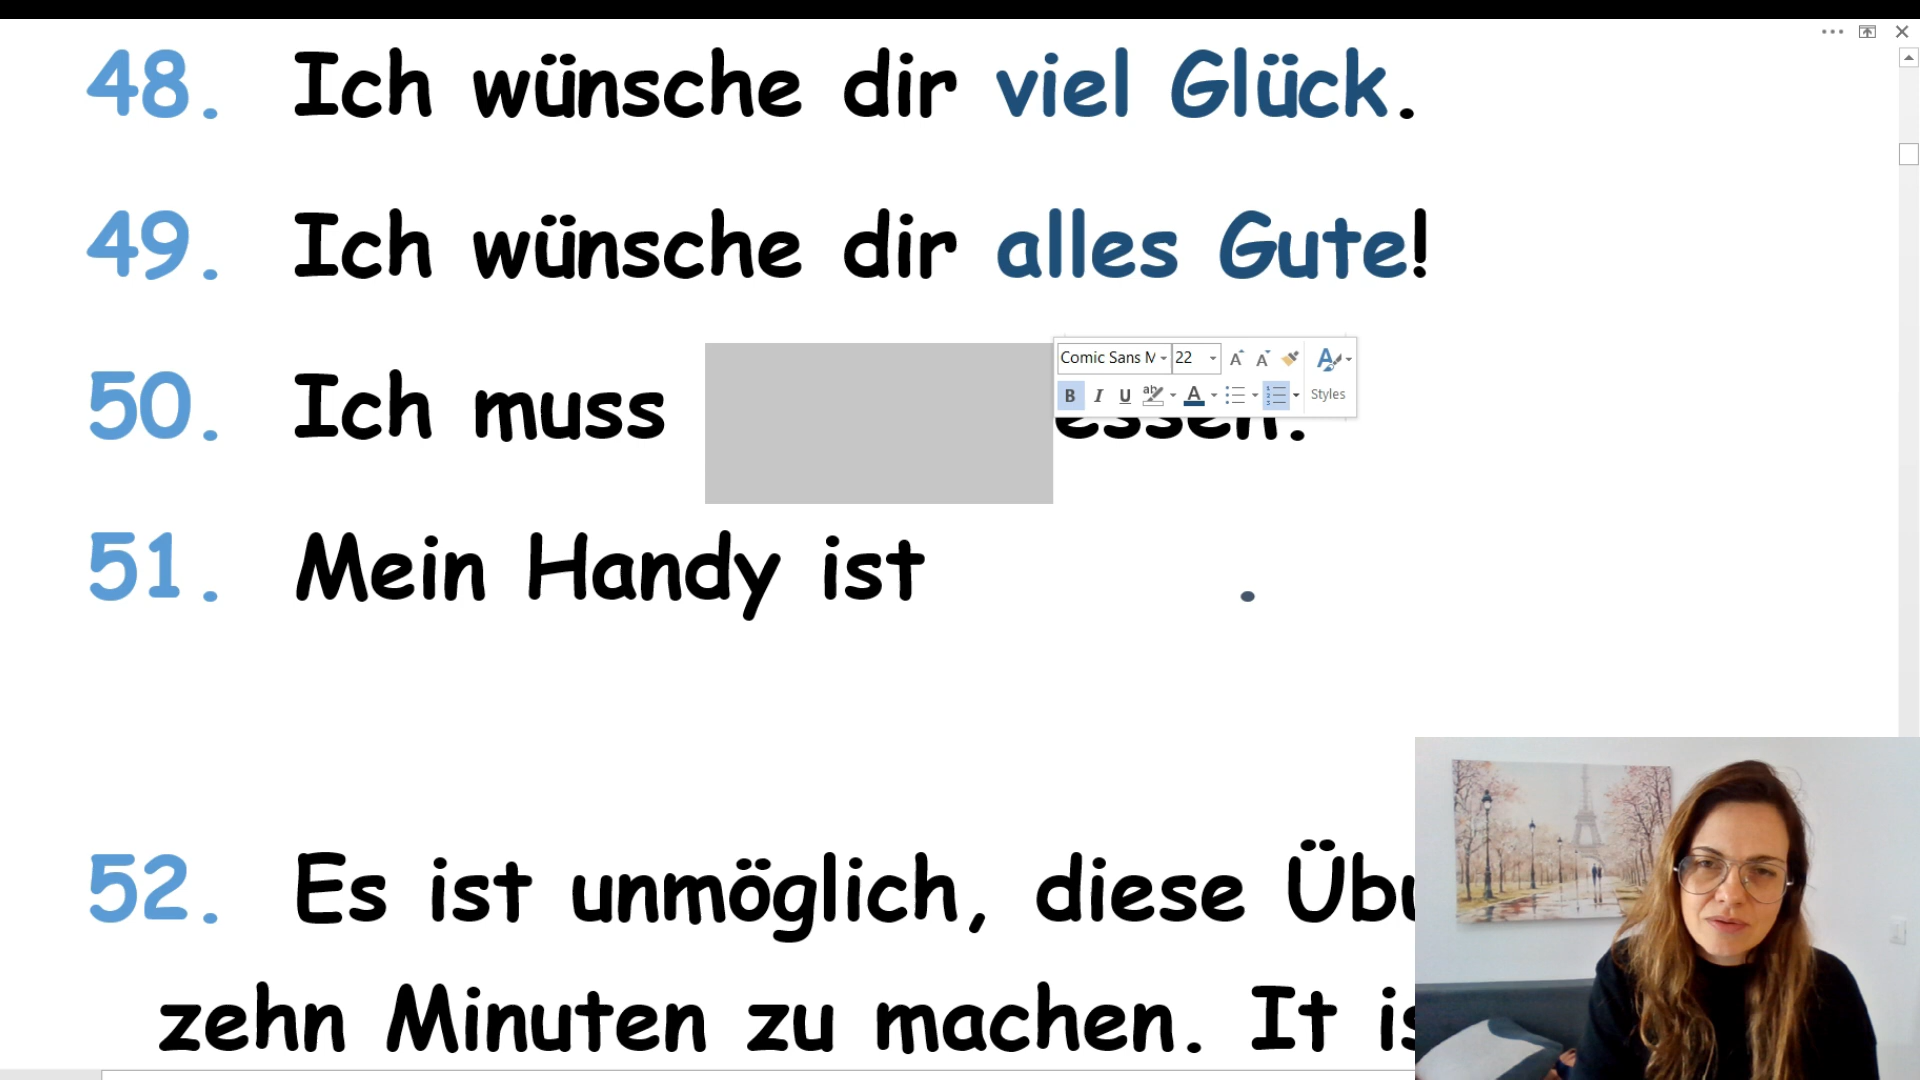 48. Ich wünsche dir viel Glück.
49. Ich wünsche dir alles Gute!
Comic Sans M 22
Styles
50. Ich muss essen.
51. Mein Handy ist .
52. Es ist unmöglich, diese
zehn Minuten zu machen. It